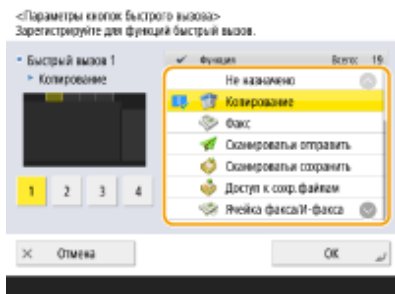 <Параметры кнопок быстрого вызова>
Зарегистрируйте для функций быстрый вызов.
Быстрый вызов 1
Копирование
1 2 3 4
Функция Всего: 19
Не назначено
Копирование
Факс
Сканировать и отправить
Сканировать и сохранить
Доступ к сохр. файлам
Ячейка факса/И-факса
× Отмена
OK